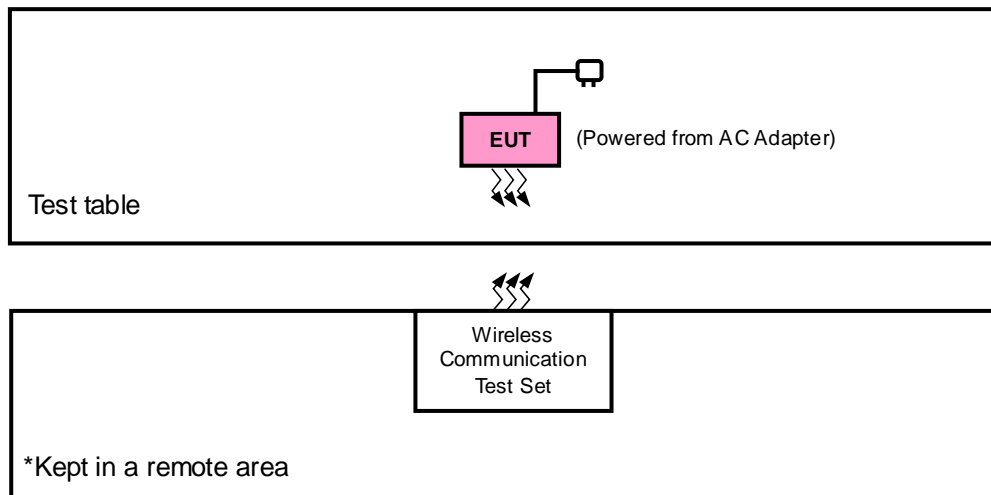 EUT
(Powered from AC Adapter)
Test table
Wireless
Communication
Test Set
*Kept in a remote area